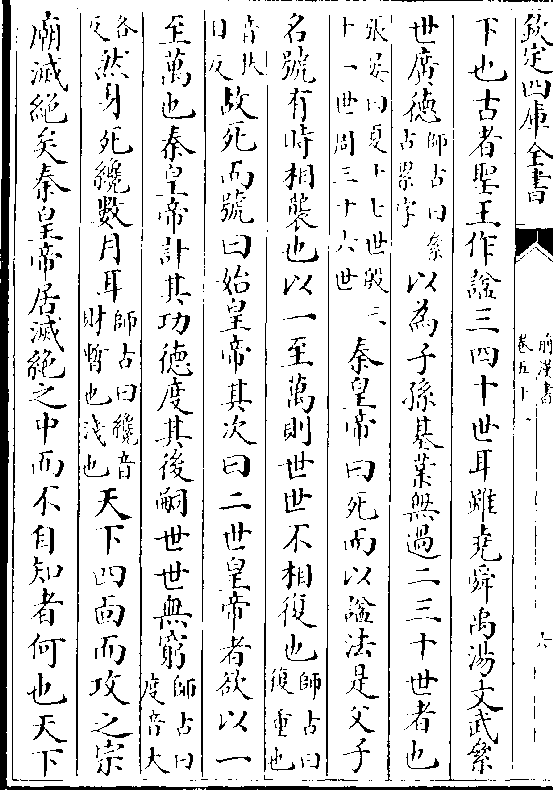 欽定四庫全書
前漢書
卷五十一
六
下也古者聖王作諡三四十世耳雖堯舜禹湯文武絫
世廣德師古曰絫
古累字以為子孫基業無過二三十世者也
張晏曰夏十七世殷三
十一世周三十六世秦皇帝曰死而以諡法是父子
名號有時相襲也以一至萬則世世不相復也師古曰
復重也
音扶
目反故死而號曰始皇帝其次曰二世皇帝者欲以一
至萬也秦皇帝計其功德度其後嗣世世無窮師古曰
度音大
各
反然身死纔數月耳師古曰纔音
財暫也淺也天下四面而攻之宗
廟滅絕矣秦皇帝居滅絕之中而不自知者何也天下